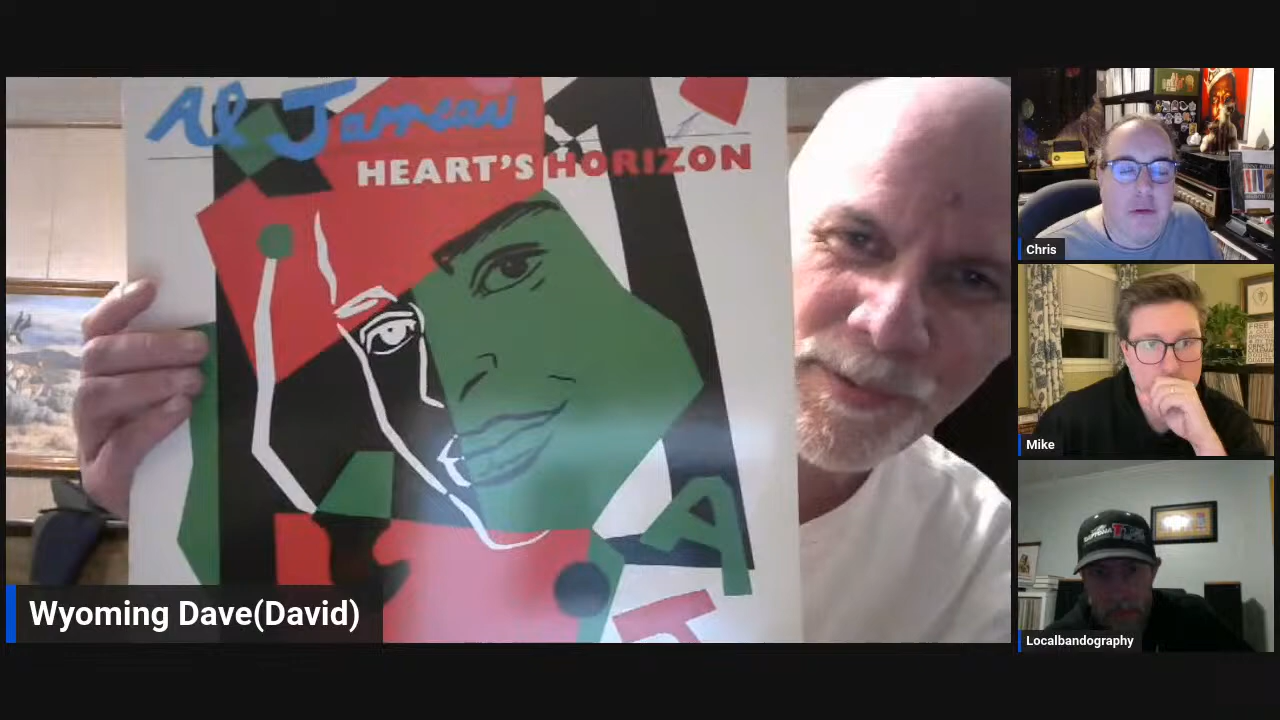 Al Jarreau
HEART'S HORIZON
A
T
Wyoming Dave(David)
Chris
Mike
Localbandography